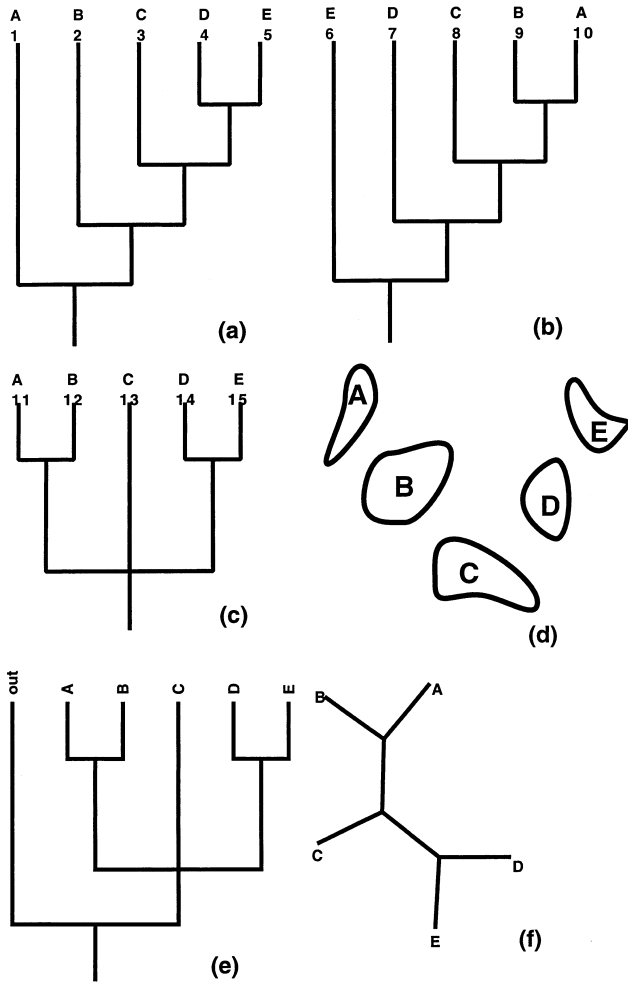 A B C D E
1 2 3 4 5
(a)
E D C B A
6 7 8 9 10
(b)
A B C D E
11 12 13 14 15
(c)
A
B
C
D
E
(d)
out A B C D E
(e)
A
B
C
D
E
(f)